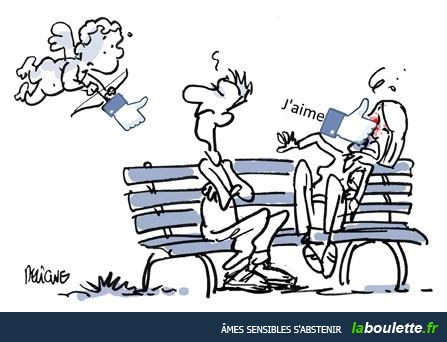 J'aime
DELIGNE
ÂMES SENSIBLES S'ABSTENIR laboulette.fr